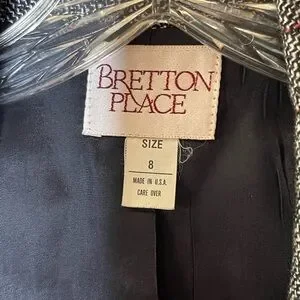 BRETTON
PLACE
SIZE
8
MADE IN U.S.A.
CARE OVER